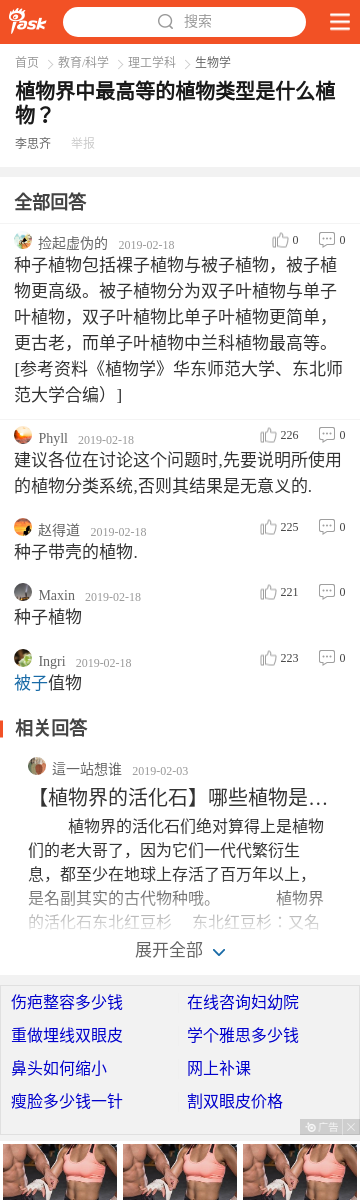 iask
搜索
首页 > 教育/科学 > 理工学科 > 生物学
植物界中最高等的植物类型是什么植
物？
李思齐 举报
全部回答
捡起虚伪的 2019-02-18 0 0
种子植物包括裸子植物与被子植物，被子植
物更高级。被子植物分为双子叶植物与单子
叶植物，双子叶植物比单子叶植物更简单，
更古老，而单子叶植物中兰科植物最高等。
[参考资料《植物学》华东师范大学、东北师
范大学合编）]
Phyll 2019-02-18 226 0
建议各位在讨论这个问题时,先要说明所使用
的植物分类系统,否则其结果是无意义的.
赵得道 2019-02-18 225 0
种子带壳的植物.
Maxin 2019-02-18 221 0
种子植物
Ingri 2019-02-18 223 0
被子值物
相关回答
這一站想谁 2019-02-03
【植物界的活化石】哪些植物是…
植物界的活化石们绝对算得上是植物
们的老大哥了，因为它们一代代繁衍生
息，都至少在地球上存活了百万年以上，
是名副其实的古代物种哦。 植物界
的活化石东北红豆杉 东北红豆杉：又名
展开全部
伤疤整容多少钱 在线咨询妇幼院
重做埋线双眼皮 学个雅思多少钱
鼻头如何缩小 网上补课
瘦脸多少钱一针 割双眼皮价格
广告